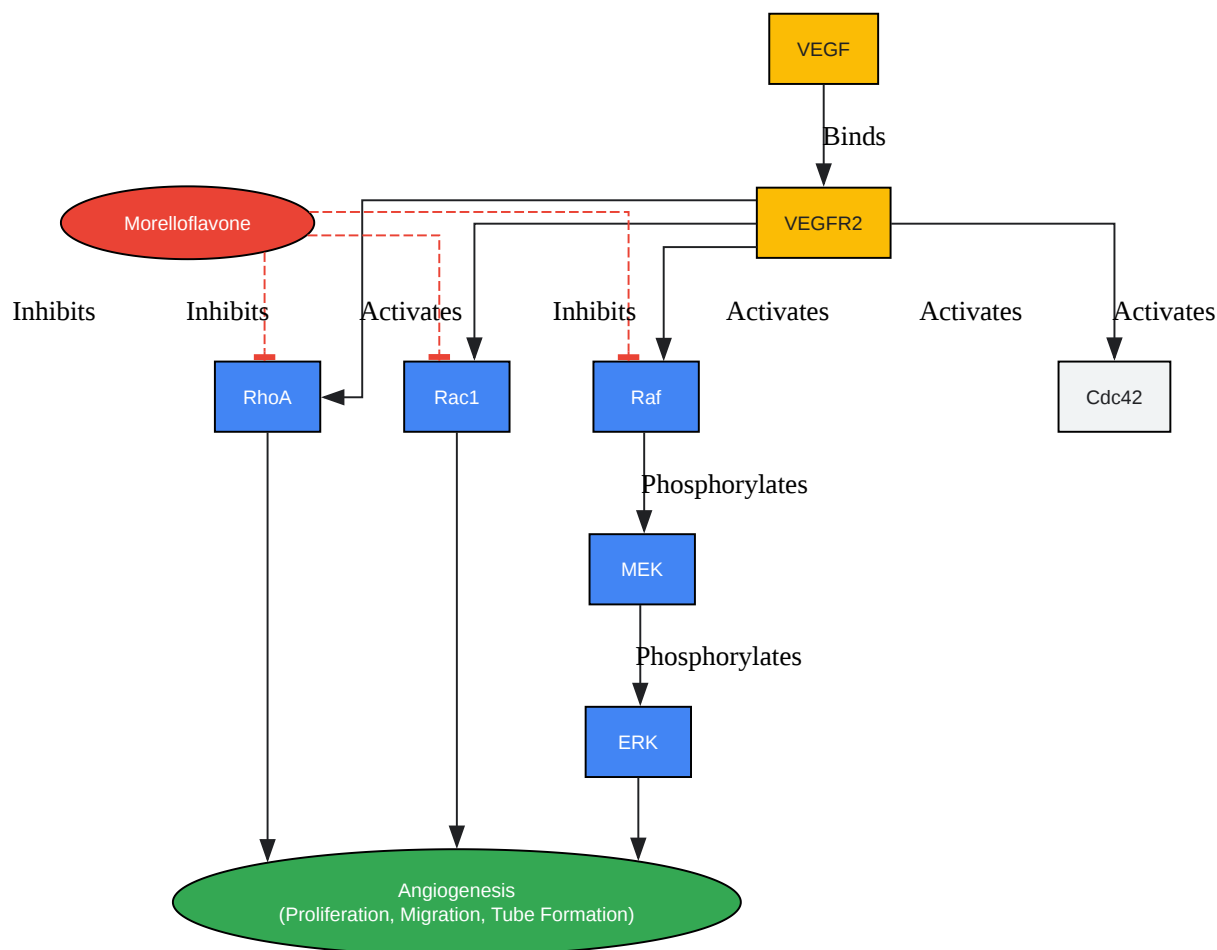 VEGF
Binds
Morelloflavone
VEGFR2
Inhibits
Inhibits
Activates
Inhibits
Activates
Activates
Activates
RhoA
Rac1
Raf
Cdc42
Phosphorylates
MEK
Phosphorylates
ERK
Angiogenesis
(Proliferation, Migration, Tube Formation)